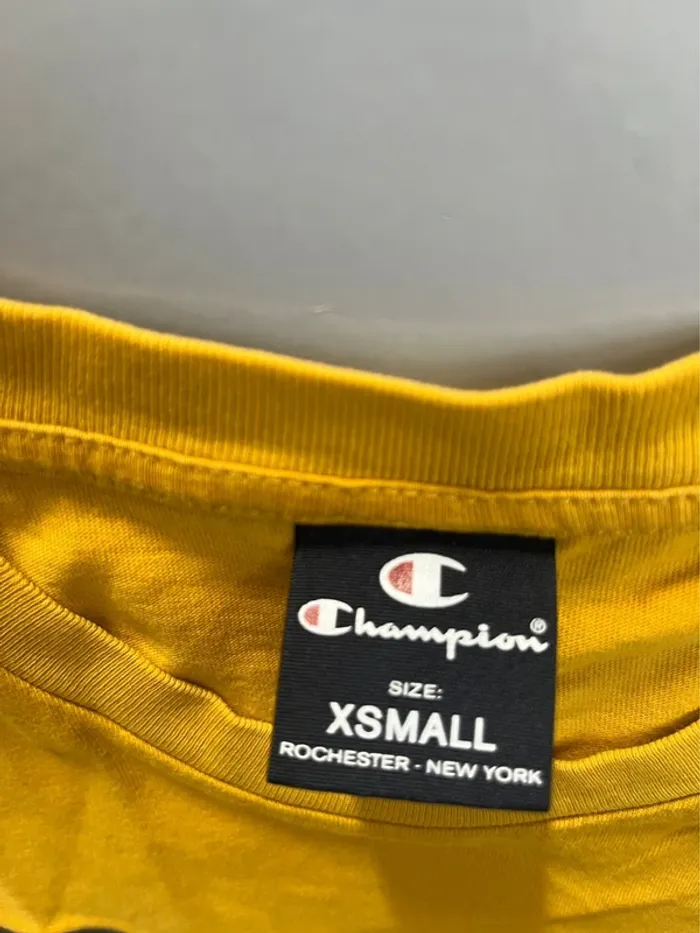 Champion®
SIZE:
XSMALL
ROCHESTER - NEW YORK